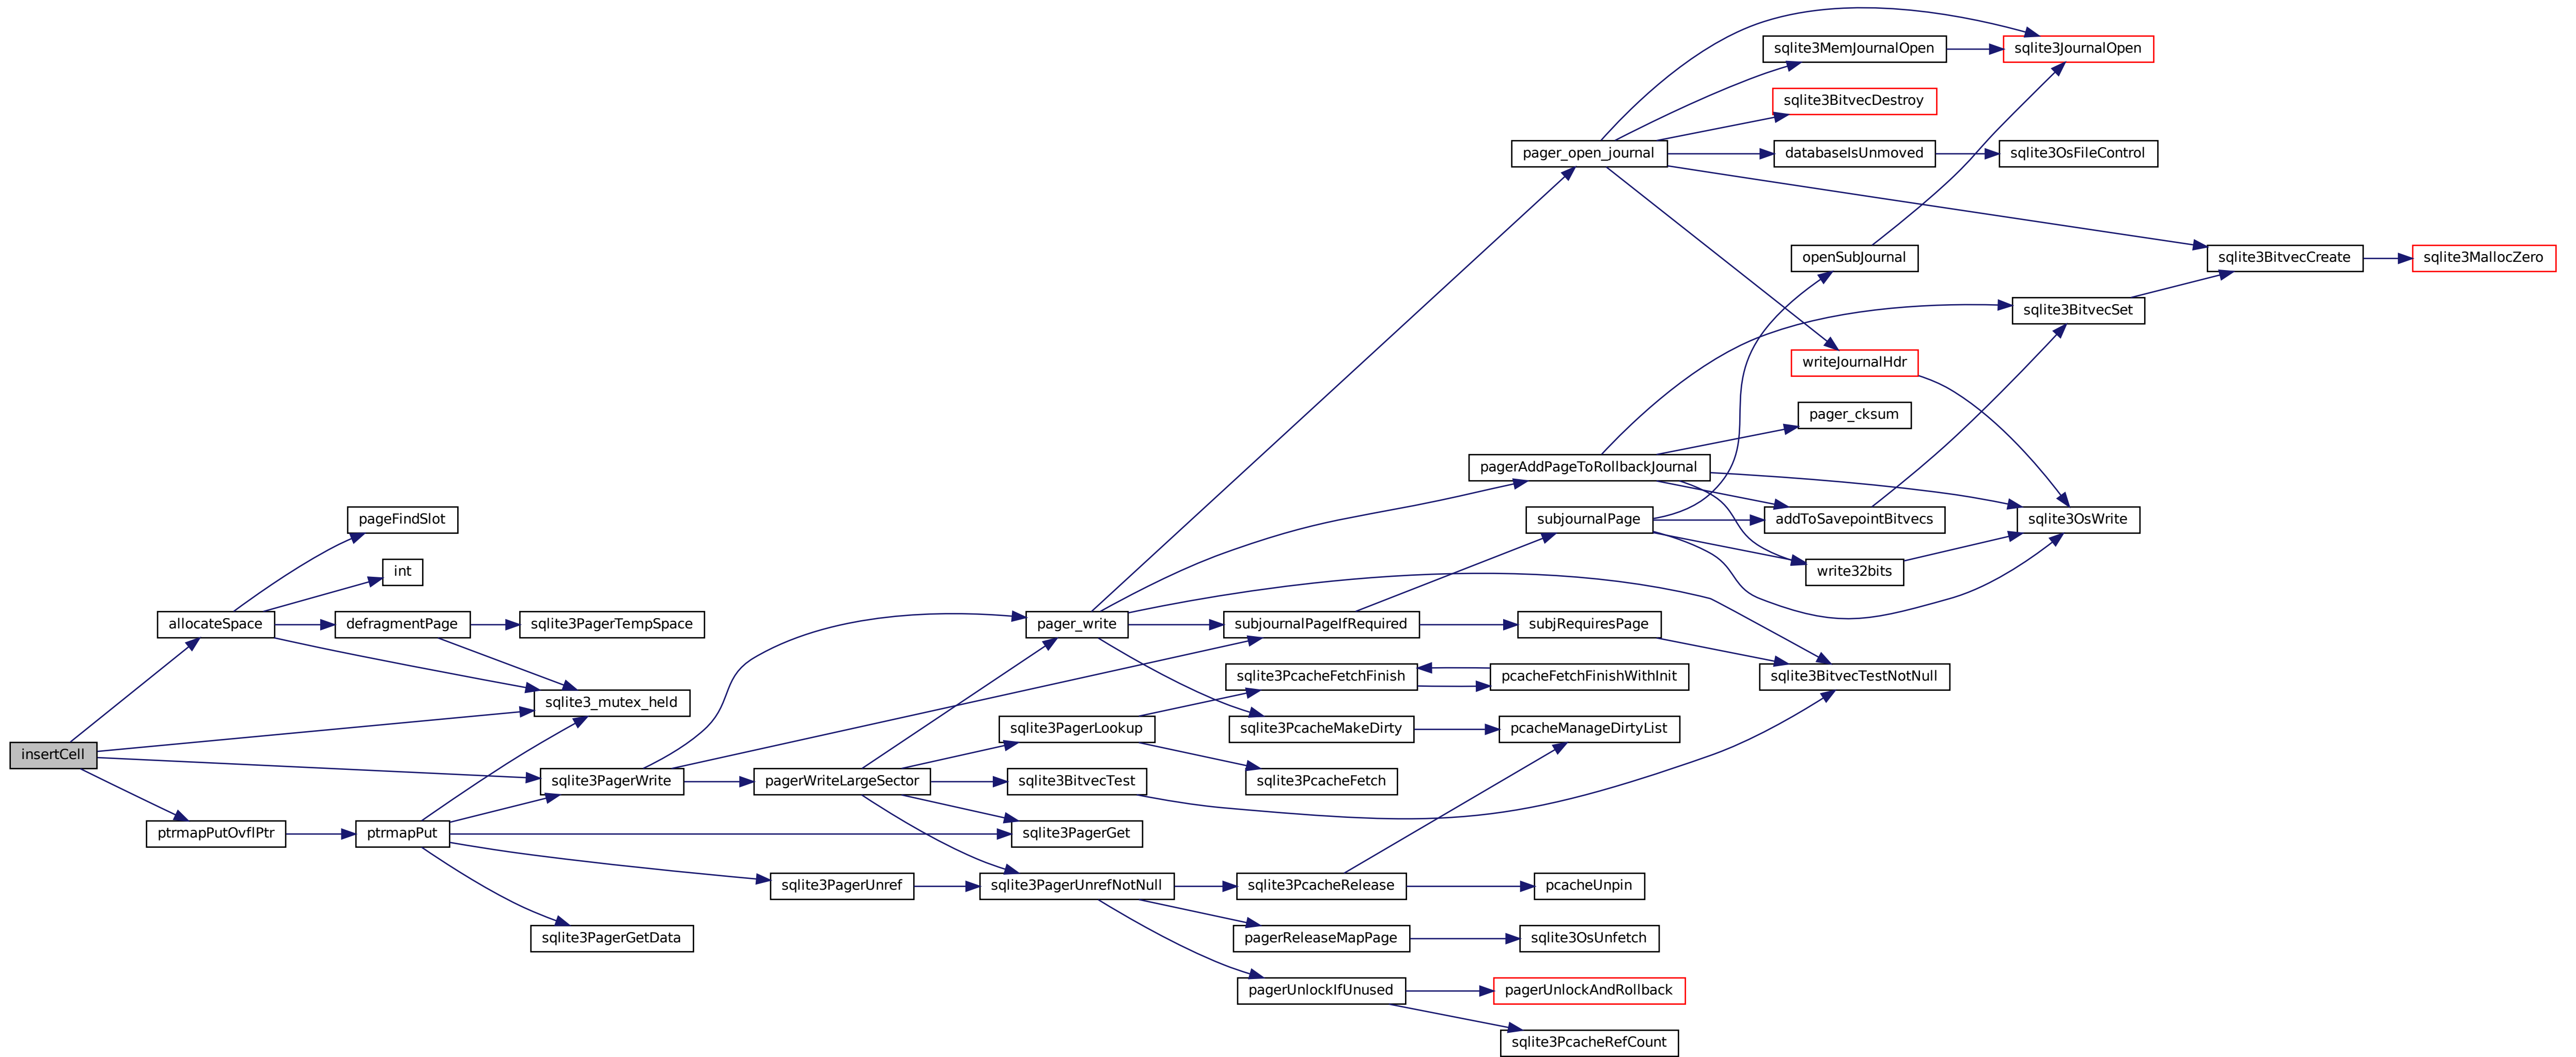 sqlite3MemJournalOpen
sqlite3JournalOpen
sqlite3BitvecDestroy
pager_open_journal
databaseIsUnmoved
sqlite3OsFileControl
openSubJournal
sqlite3BitvecCreate
sqlite3MallocZero
sqlite3BitvecSet
writeJournalHdr
pager_cksum
pagerAddPageToRollbackJournal
pageFindSlot
subjournalPage
addToSavepointBitvecs
sqlite3OsWrite
int
write32bits
allocateSpace
defragmentPage
sqlite3PagerTempSpace
pager_write
subjournalPageIfRequired
subjRequiresPage
sqlite3PcacheFetchFinish
pcacheFetchFinishWithInit
sqlite3BitvecTestNotNull
sqlite3_mutex_held
sqlite3PagerLookup
sqlite3PcacheMakeDirty
pcacheManageDirtyList
insertCell
sqlite3PagerWrite
pagerWriteLargeSector
sqlite3BitvecTest
sqlite3PcacheFetch
ptrmapPutOvflPtr
ptrmapPut
sqlite3PagerGet
sqlite3PagerUnref
sqlite3PagerUnrefNotNull
sqlite3PcacheRelease
pcacheUnpin
sqlite3PagerGetData
pagerReleaseMapPage
sqlite3OsUnfetch
pagerUnlockIfUnused
pagerUnlockAndRollback
sqlite3PcacheRefCount